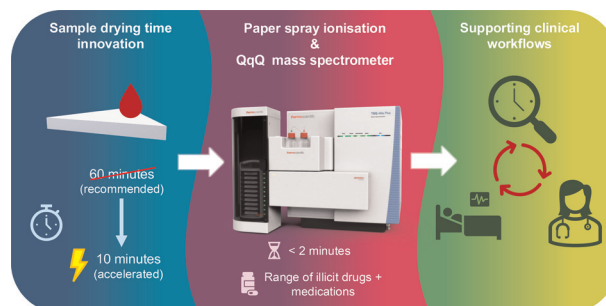 Sample drying time
innovation
60 minutes
(recommended)
10 minutes
(accelerated)
Paper spray ionisation
&
QqQ mass spectrometer
< 2 minutes
Range of illicit drugs +
medications
Supporting clinical
workflows